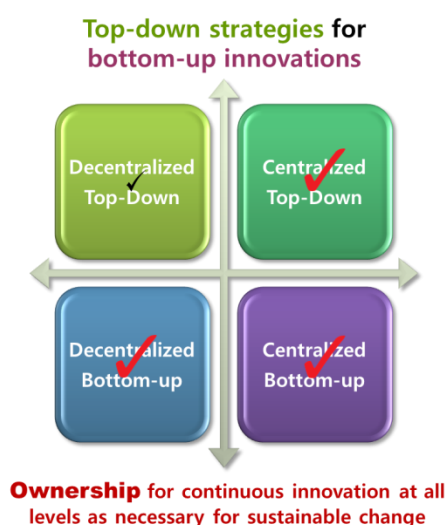 Top-down strategies for
bottom-up innovations
Decentralized
Top-Down
Centralized
Top-Down
Decentralized
Bottom-up
Centralized
Bottom-up
Ownership for continuous innovation at all
levels as necessary for sustainable change